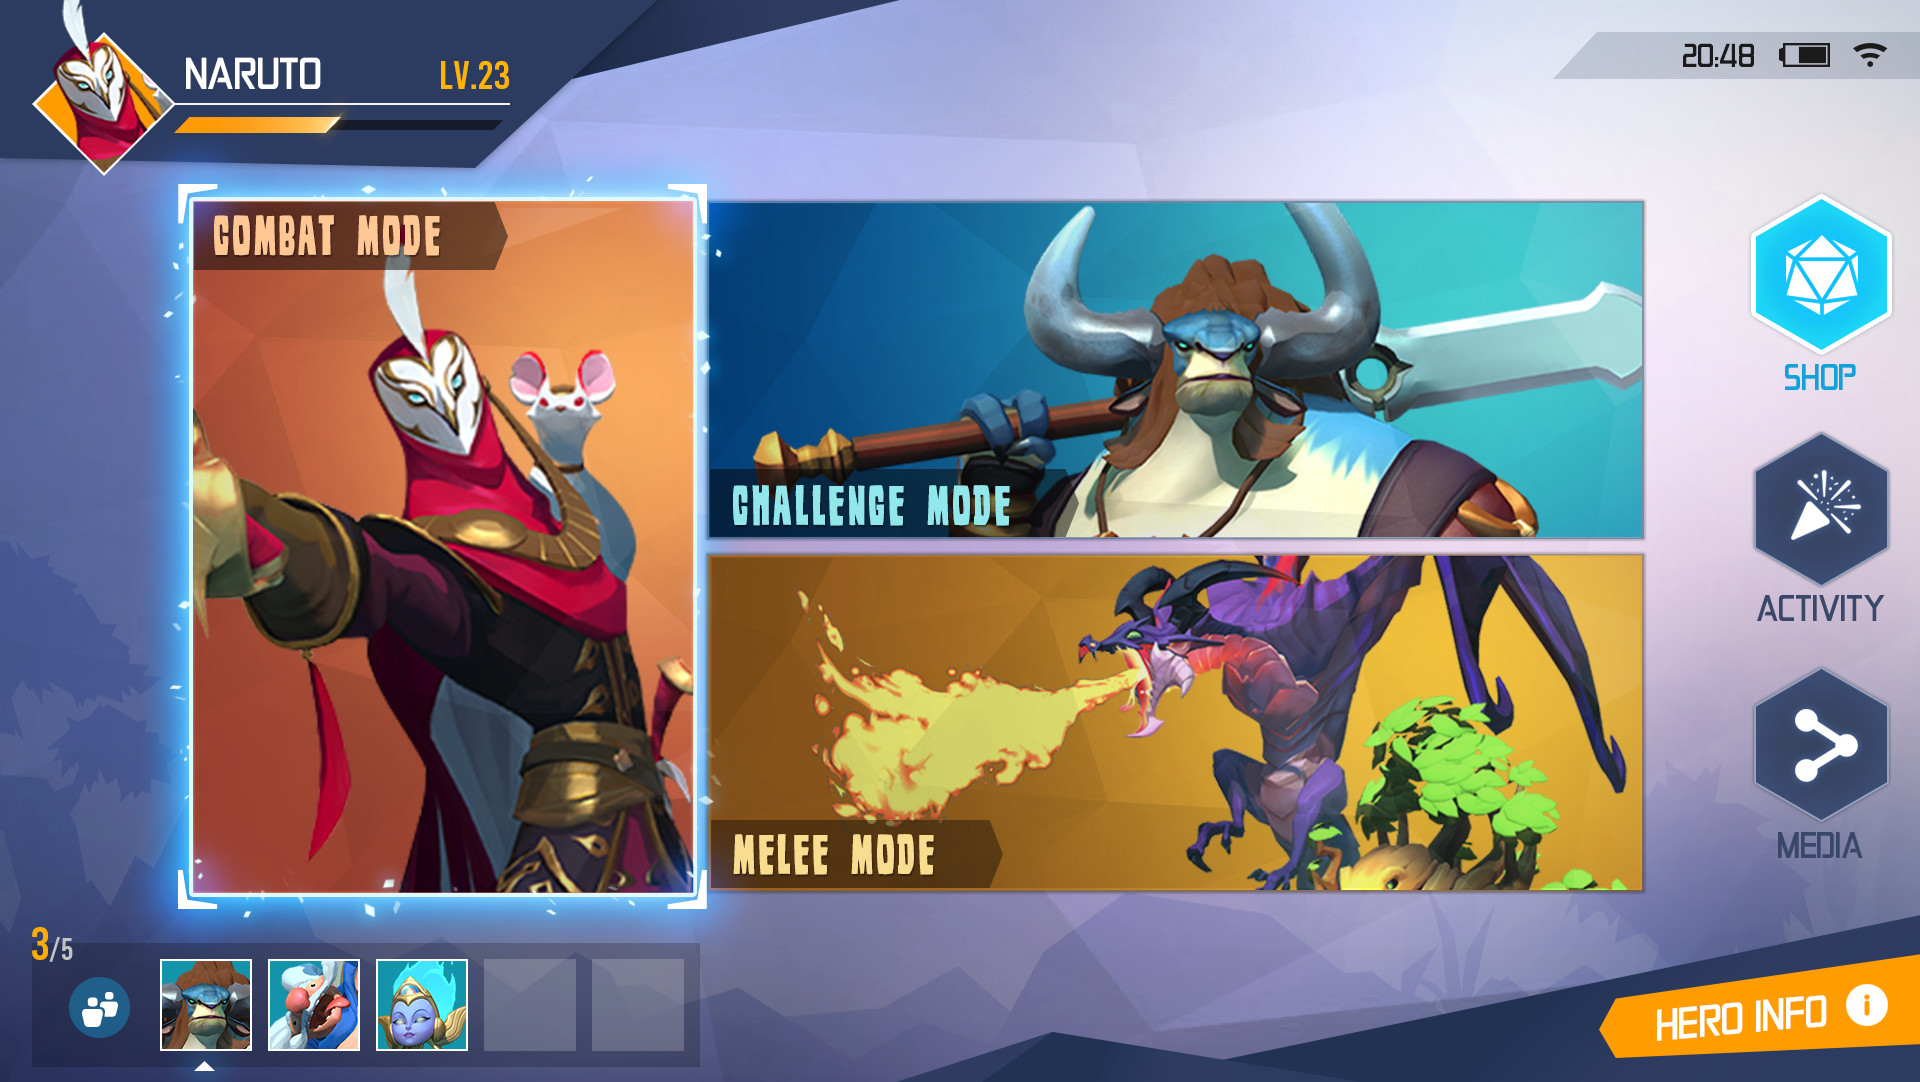 NARUTO
LV.23
20:48
COMBAT MODE
CHALLENGE MODE
MELEE MODE
SHOP
ACTIVITY
MEDIA
3/5
HERO INFO i